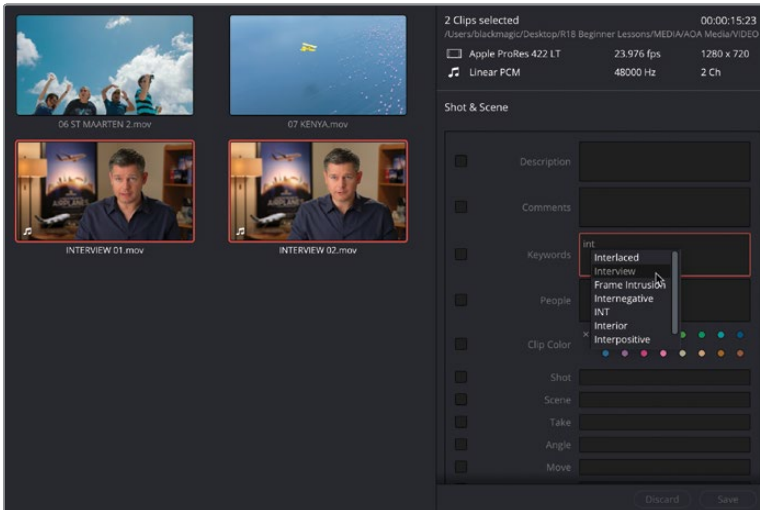 06 ST MAARTEN 2.mov
07 KENYA.mov
AIRPLANES
AIRPLANES
INTERVIEW 01.mov
INTERVIEW 02.mov
2 Clips selected 00:00:15:23
/Users/blackmagic/Desktop/R18 Beginner Lessons/MEDIA/AOA Media/VIDEO
Apple ProRes 422 LT 23.976 fps 1280 x 720
Linear PCM 48000 Hz 2 Ch
Shot & Scene
Description
Comments
Keywords
int
Interlaced
Interview
Frame Intrusion
Internegative
INT
Interior
Interpositive
People
Clip Color
Shot
Scene
Take
Angle
Move
Discard Save